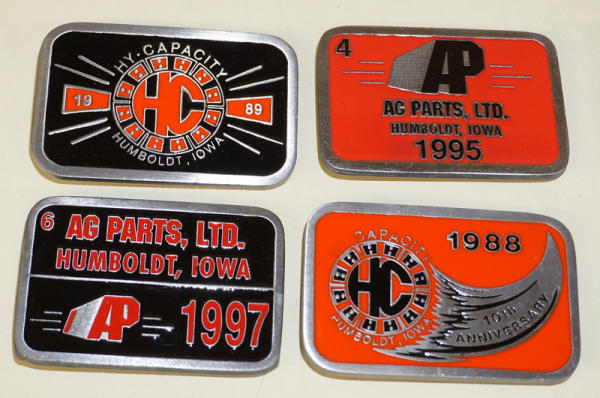 HY-CAPACITY
19 HC 89
HUMBOLDT, IOWA
4
AP
AG PARTS, LTD.
HUMBOLDT, IOWA
1995
6
AG PARTS, LTD.
HUMBOLDT, IOWA
AP
1997
HY-CAPACITY
1988
HC
10th
ANNIVERSARY
HUMBOLDT, IOWA